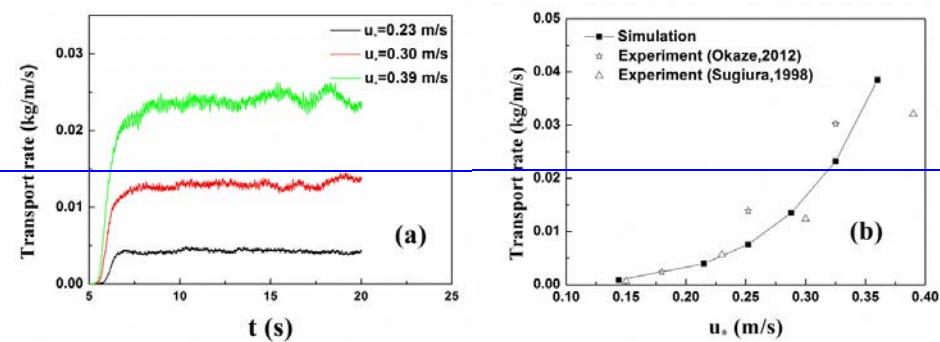 u*=0.23 m/s
u*=0.30 m/s
u*=0.39 m/s
Transport rate (kg/m/s)
0.03
0.02
0.01
0.00
5
10
15
20
25
(a)
t (s)
Simulation
Experiment (Okaze,2012)
Experiment (Sugiura,1998)
Transport rate (kg/m/s)
0.05
0.04
0.03
0.02
0.01
0.00
0.10
0.15
0.20
0.25
0.30
0.35
0.40
(b)
u* (m/s)